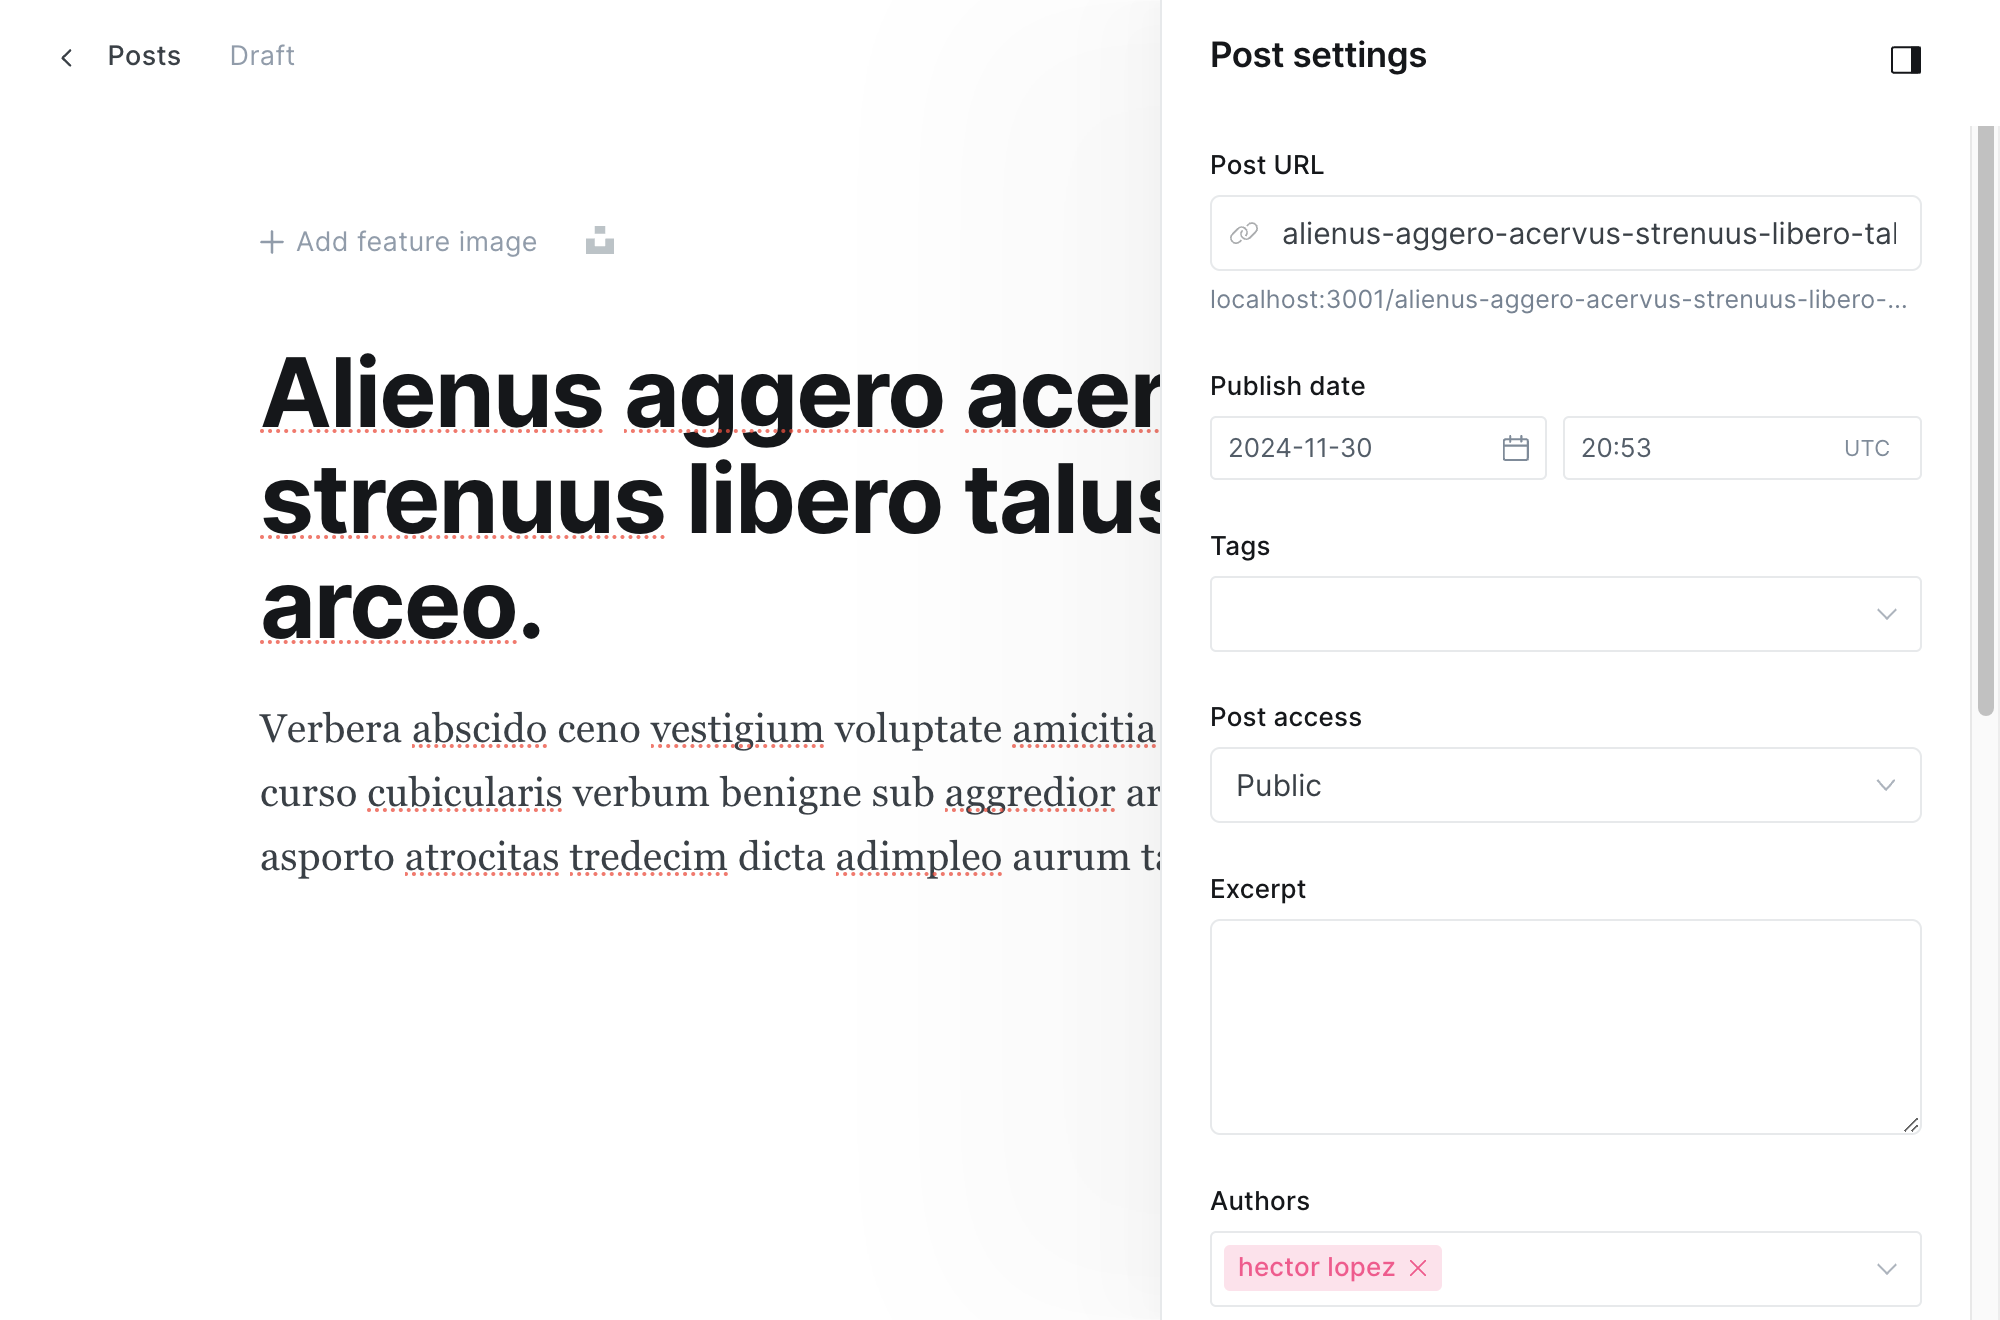 Posts Draft
Add feature image
Alienus aggero
strenuus libero
arceo.
Verbera abscido ceno vestigium voluptate amicitia
curso cubicularis verbum benigne sub aggredior
asporto atrocitas tredecim dicta adimpleo aurum
Post settings
Post URL
alienus-aggero-acervus-strenuus-libero-tal
localhost:3001/alienus-aggero-acervus-strenuus-libero-...
Publish date
2024-11-30
20:53 UTC
Tags
Post access
Public
Excerpt
Authors
hector lopez